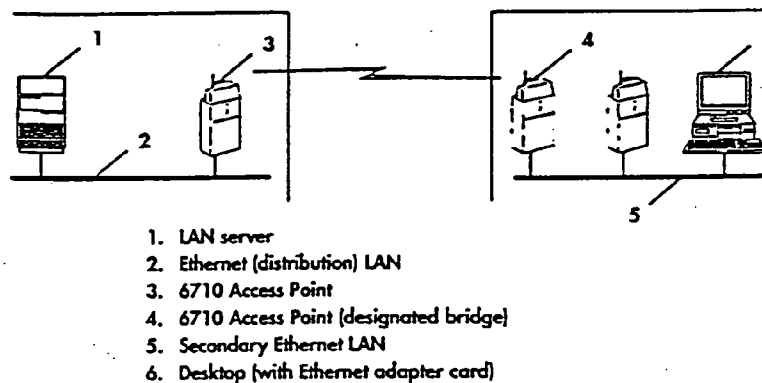 1
3
4
2
5
1. LAN server
2. Ethernet (distribution) LAN
3. 6710 Access Point
4. 6710 Access Point (designated bridge)
5. Secondary Ethernet LAN
6. Desktop (with Ethernet adapter card)